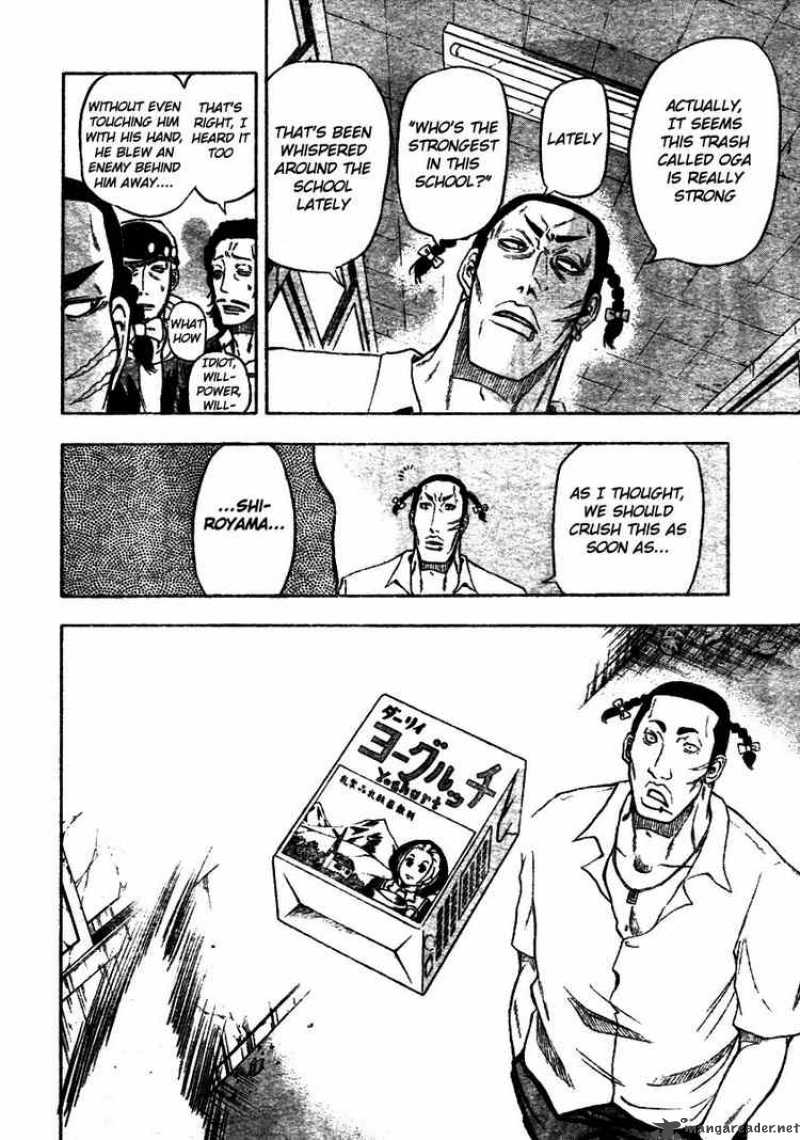 ACTUALLY,
IT SEEMS
THIS TRASH
CALLED OGA
IS REALLY
STRONG
LATELY
"WHO'S THE
STRONGEST
IN THIS
SCHOOL?"
THAT'S BEEN
WHISPERED
AROUND THE
SCHOOL
LATELY
THAT'S
RIGHT, I
HEARD IT
TOO
WITHOUT EVEN
TOUCHING HIM
WITH HIS HAND,
HE BLEW AN
ENEMY BEHIND
HIM AWAY....
WHAT
HOW
IDIOT,
WILL-
POWER,
WILL-
AS I THOUGHT,
WE SHOULD
CRUSH THIS AS
SOON AS...
...SHI-
ROYAMA...
ダーリィ
ヨーグルッチ
Yoghurt
mangareader.net